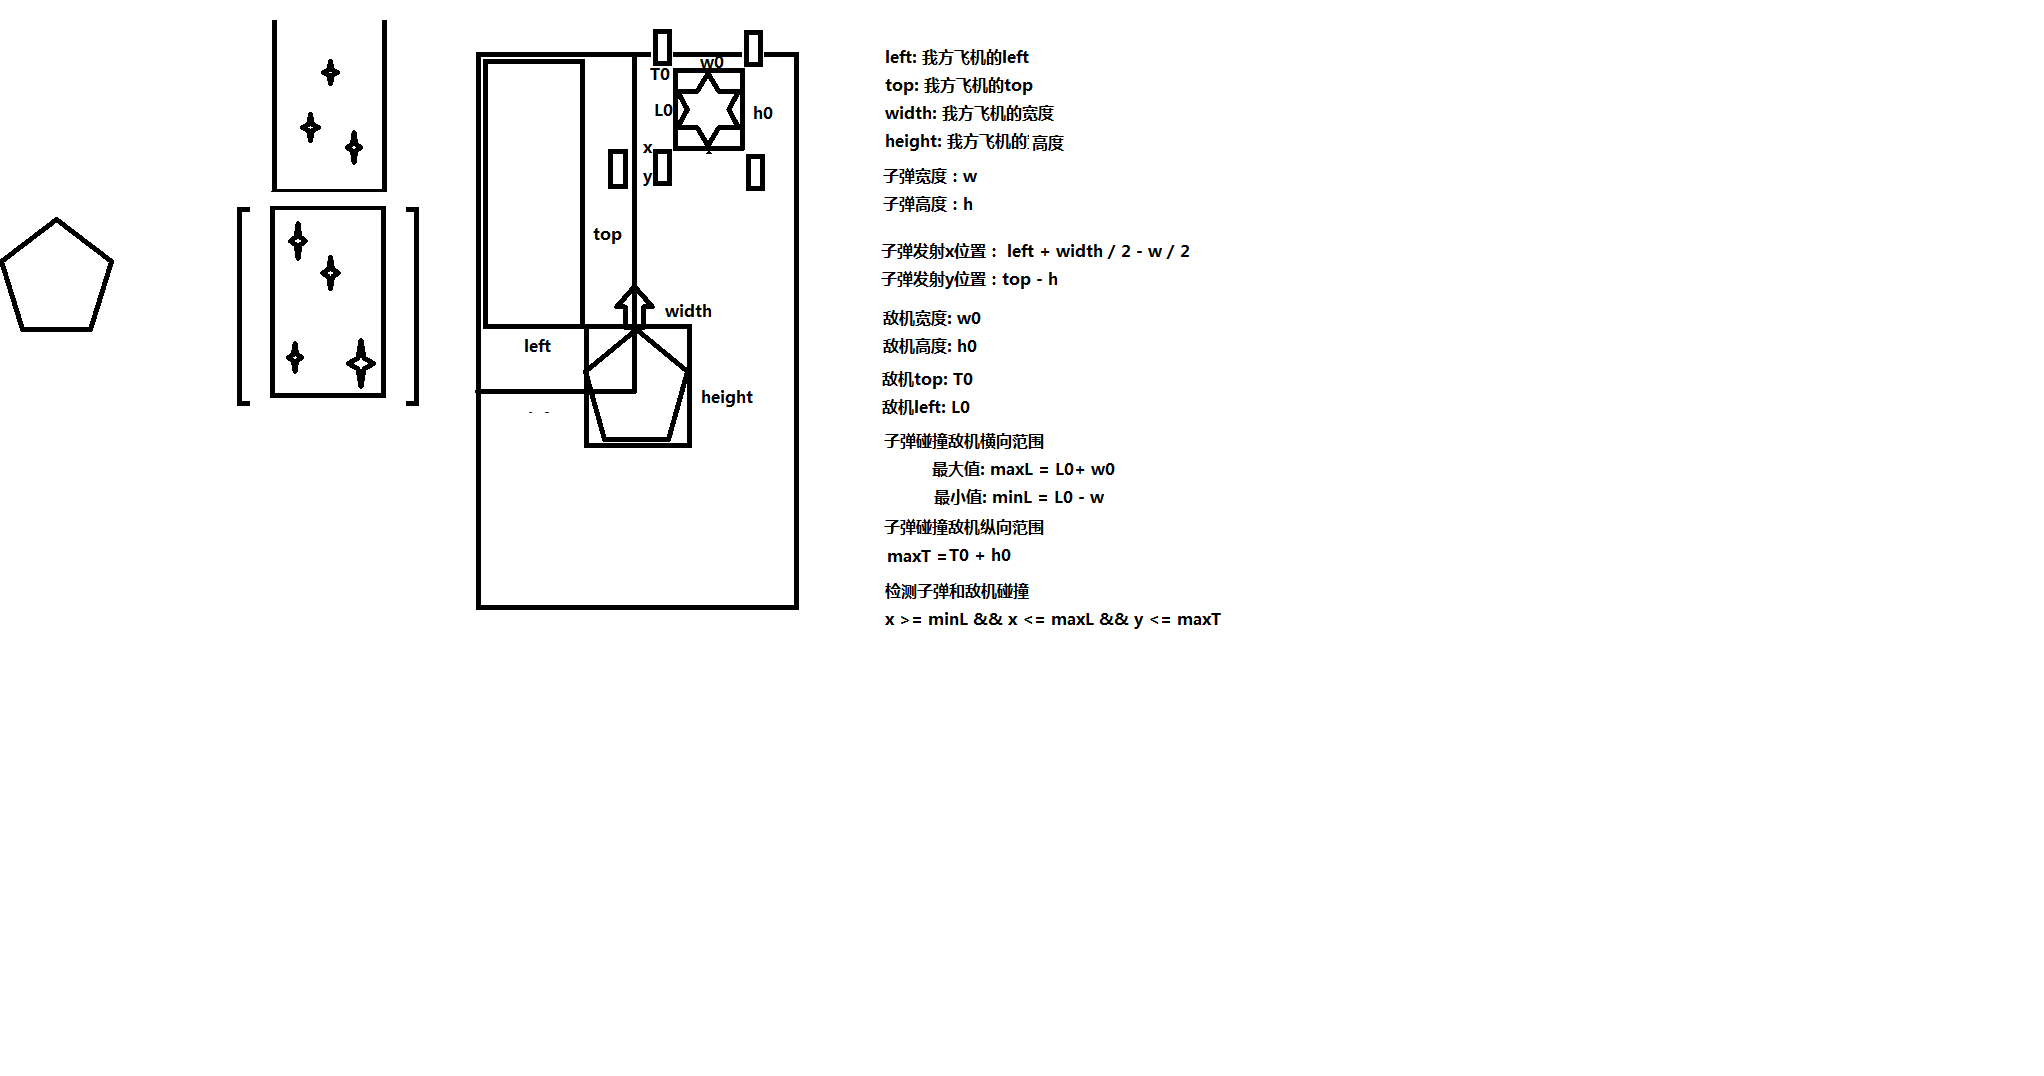 w0
T0
L0
h0
x
y
top
width
left
height
left: 我方飞机的left
top: 我方飞机的top
width: 我方飞机的宽度
height: 我方飞机的高度
子弹宽度：w
子弹高度：h
子弹发射x位置： left + width / 2 - w / 2
子弹发射y位置：top - h
敌机宽度: w0
敌机高度: h0
敌机top: T0
敌机left: L0
子弹碰撞敌机横向范围
最大值: maxL = L0+ w0
最小值: minL = L0 - w
子弹碰撞敌机纵向范围
maxT =T0 + h0
检测子弹和敌机碰撞
x >= minL && x <= maxL && y <= maxT